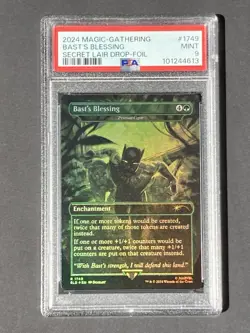 2024 MAGIC-GATHERING #1749
BAST'S BLESSING MINT
SECRET LAIR DROP-FOIL PSA 9
101244613
Bast's Blessing
Enchantment
If one or more tokens would be created,
twice that many of those tokens are created
instead.
If one or more +1/+1 counters would be
put on a creature, twice that many +1/+1
counters are put on that creature instead.
"With Bast's strength, I will defend this land."